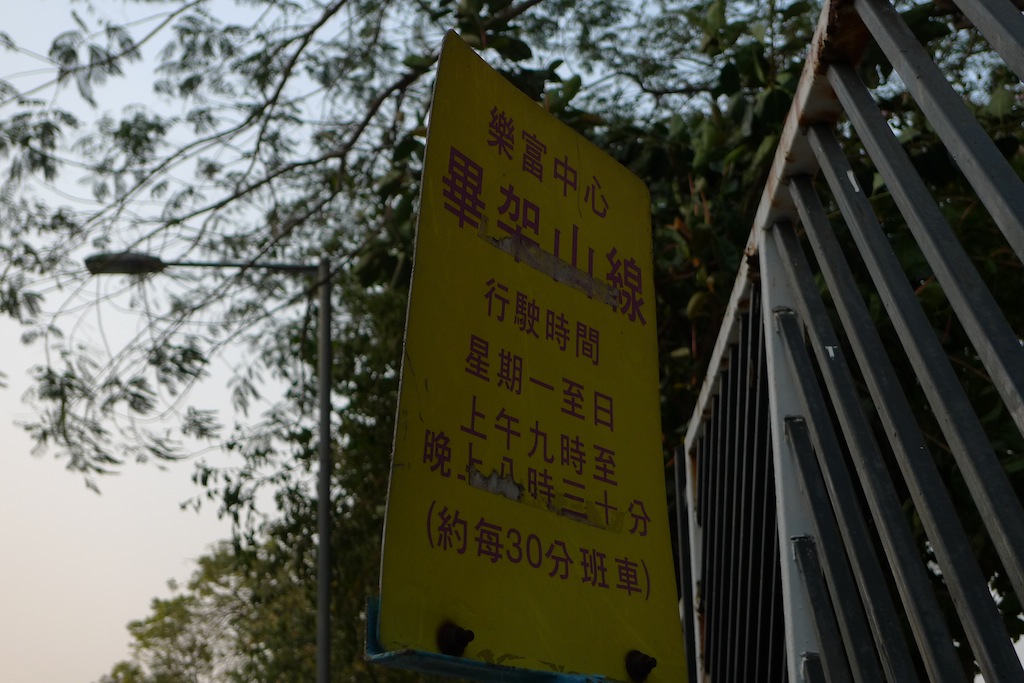 樂富中心
畢架山線
行駛時間
星期一至日
上午九時至
晚上八時三十分
(約每30分班車)